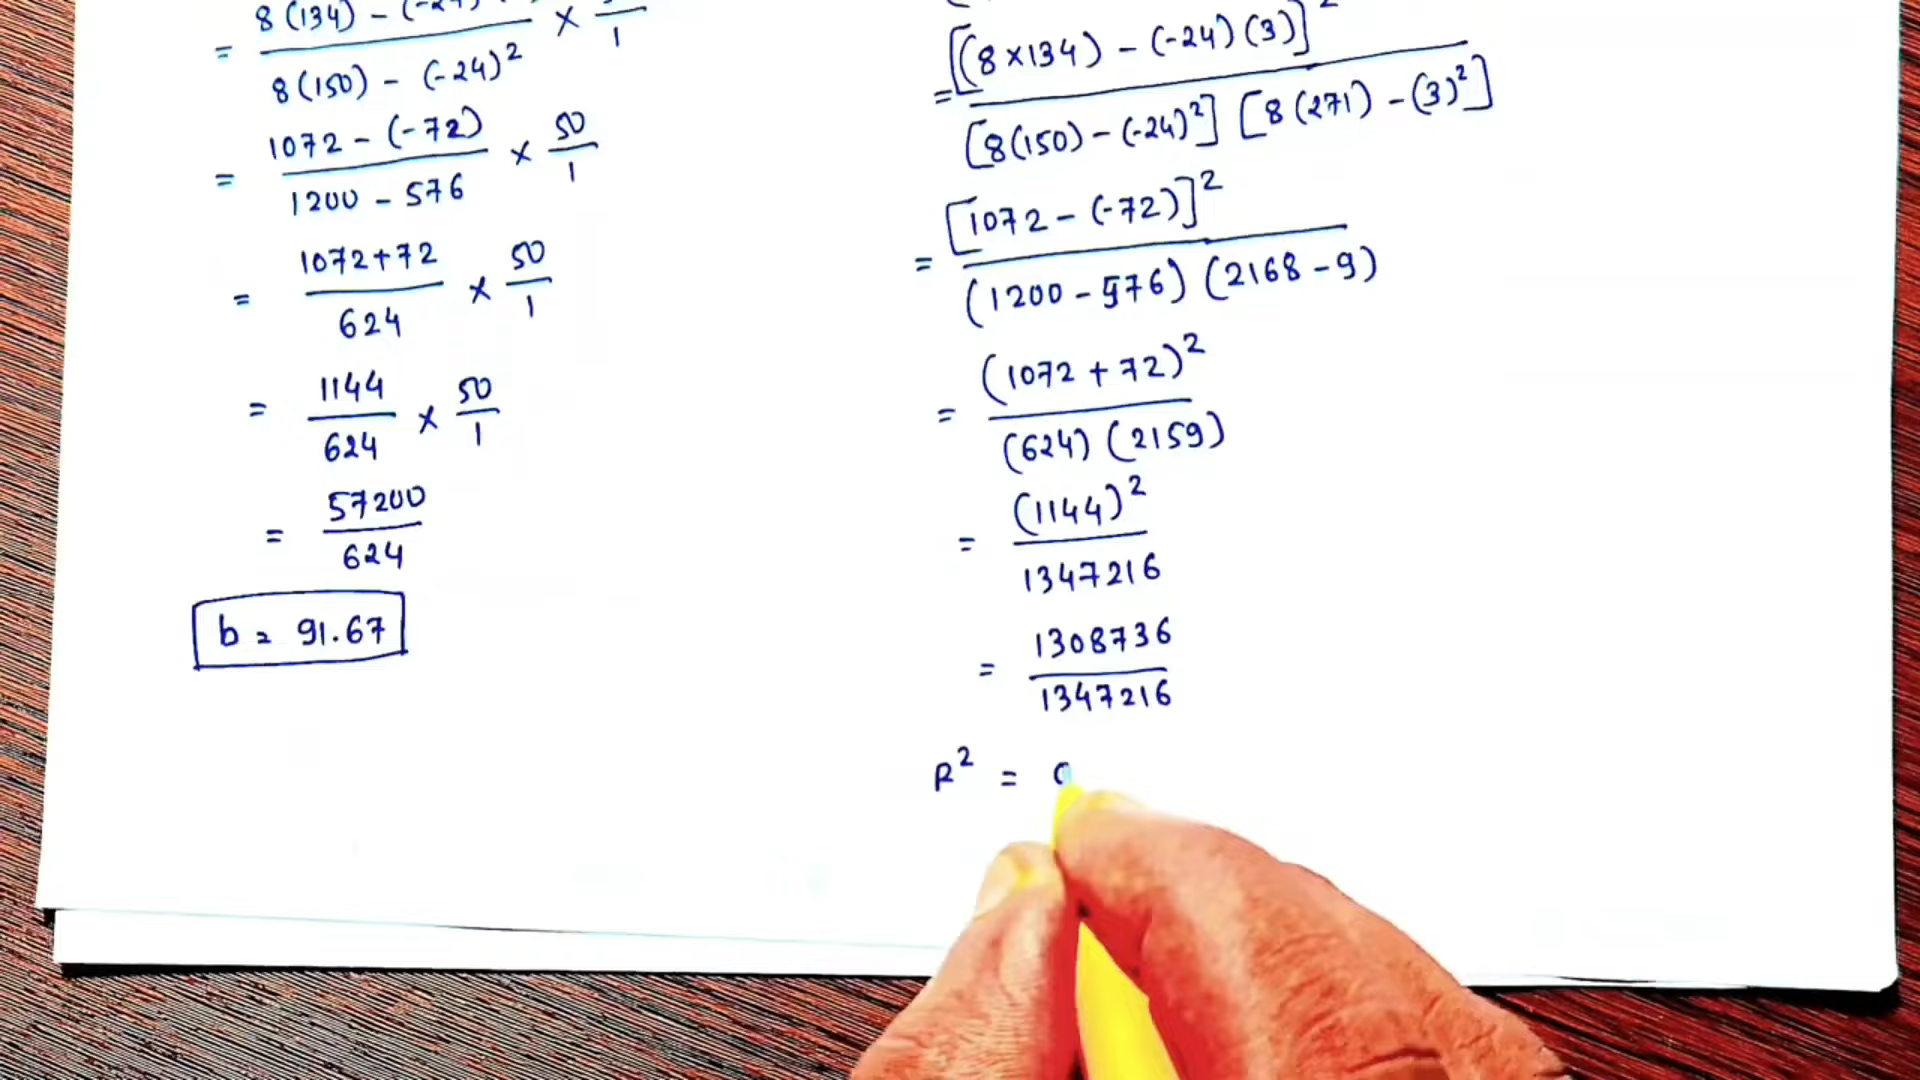 = 8(134) - (-24) / 8(150) - (-24)² × /1
= 1072 - (-72) / 1200 - 576 × 50/1
= 1072+72 / 624 × 50/1
= 1144 / 624 × 50/1
= 57200 / 624
b = 91.67
= [(8×134) - (-24)(3)]² / [8(150) - (-24)²] [8(271) - (3)²]
= [1072 - (-72)]² / (1200 - 576) (2168 - 9)
= (1072 + 72)² / (624) (2159)
= (1144)² / 1347216
= 1308736 / 1347216
R² =